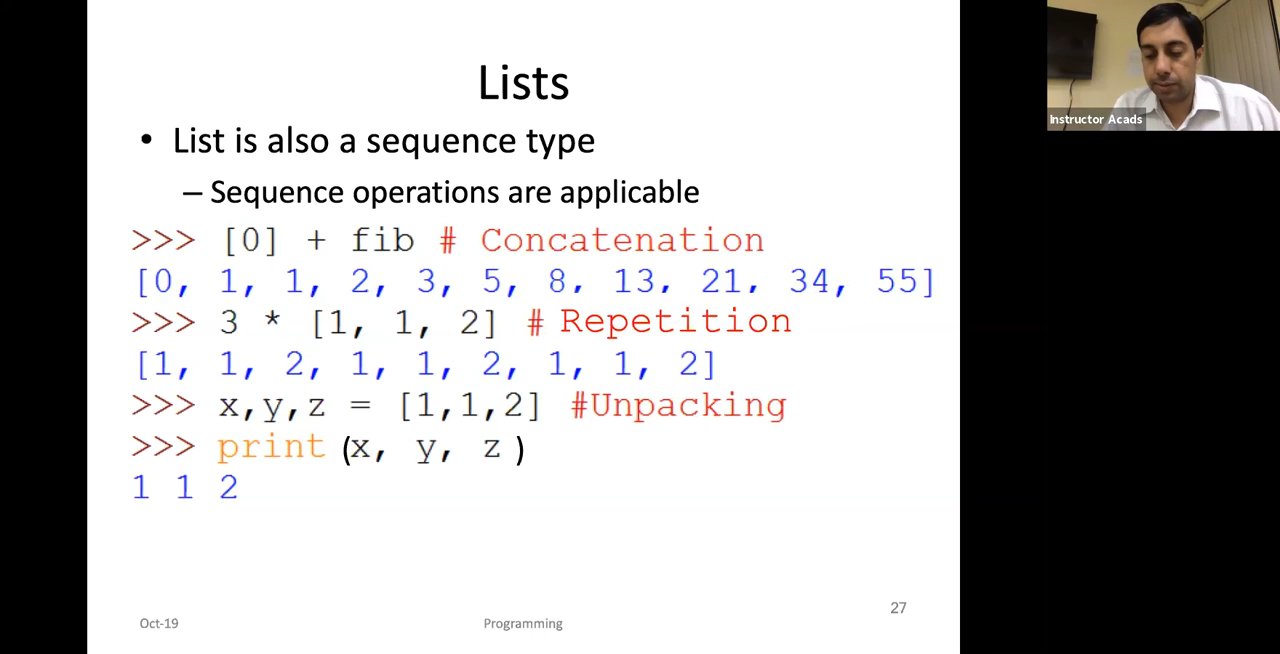 Lists
• List is also a sequence type
– Sequence operations are applicable
>>> [0] + fib # Concatenation
[0, 1, 1, 2, 3, 5, 8, 13, 21, 34, 55]
>>> 3 * [1, 1, 2] # Repetition
[1, 1, 2, 1, 1, 2, 1, 1, 2]
>>> x,y,z = [1,1,2] #Unpacking
>>> print (x, y, z )
1 1 2
Oct-19
Programming
27
Instructor Acads